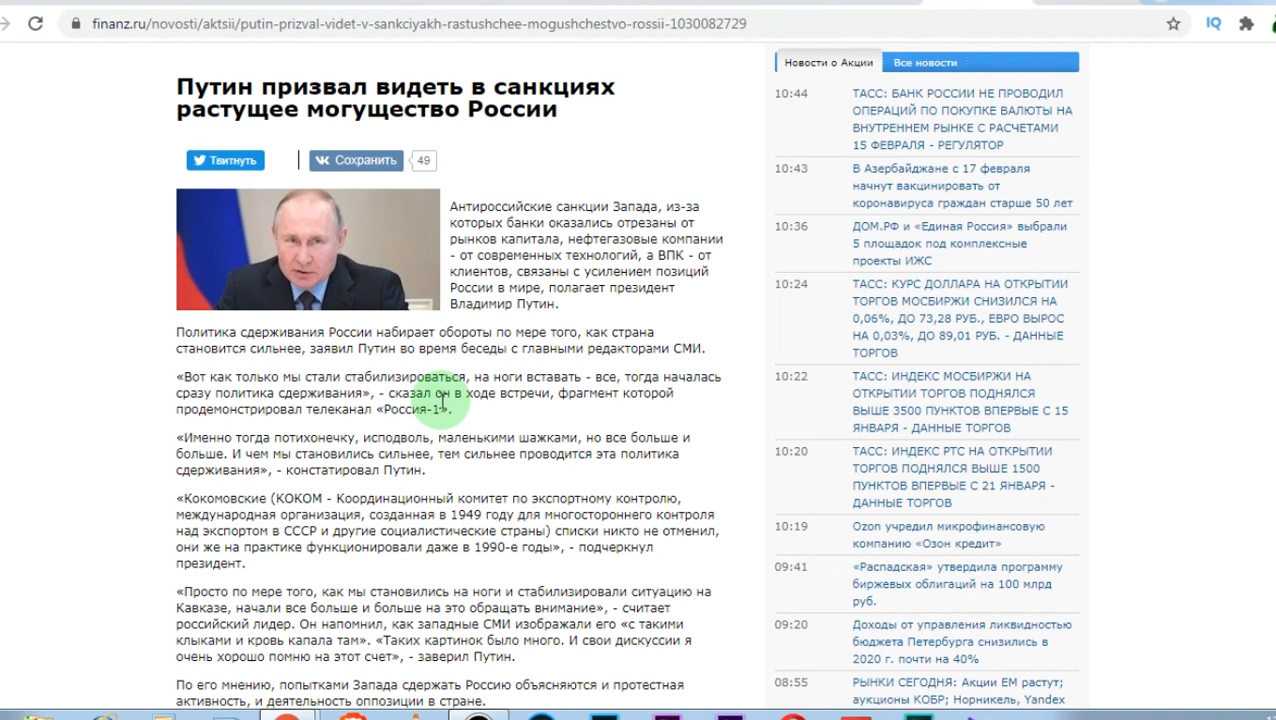 finanz.ru/novosti/aktsii/putin-prizval-videt-v-sankciyakh-rastushchee-mogushchestvo-rossii-1030082729
Путин призвал видеть в санкциях
растущее могущество России
Твитнуть
Сохранить
49
Антироссийские санкции Запада, из-за
которых банки оказались отрезаны от
рынков капитала, нефтегазовые компании
- от современных технологий, а ВПК - от
клиентов, связаны с усилением позиций
России в мире, полагает президент
Владимир Путин.
Политика сдерживания России набирает обороты по мере того, как страна
становится сильнее, заявил Путин во время беседы с главными редакторами СМИ.
«Вот как только мы стали стабилизироваться, на ноги вставать - все, тогда началась
сразу политика сдерживания», - сказал он в ходе встречи, фрагмент которой
продемонстрировал телеканал «Россия-1».
«Именно тогда потихонечку, исподволь, маленькими шажками, но все больше и
больше. И чем мы становились сильнее, тем сильнее проводится эта политика
сдерживания», - констатировал Путин.
«Кокомовские (КОКОМ - Координационный комитет по экспортному контролю,
международная организация, созданная в 1949 году для многостороннего контроля
над экспортом в СССР и другие социалистические страны) списки никто не отменил,
они же на практике функционировали даже в 1990-е годы», - подчеркнул
президент.
«Просто по мере того, как мы становились на ноги и стабилизировали ситуацию на
Кавказе, начали все больше и больше на это обращать внимание», - считает
российский лидер. Он напомнил, как западные СМИ изображали его «с такими
клыками и кровь капала там». «Таких картинок было много. И свои дискуссии я
очень хорошо помню на этот счет», - заверил Путин.
По его мнению, попытками Запада сдержать Россию объясняются и протестная
активность, и деятельность оппозиции в стране.
Новости о Акции
Все новости
10:44
ТАСС: БАНК РОССИИ НЕ ПРОВОДИЛ
ОПЕРАЦИЙ ПО ПОКУПКЕ ВАЛЮТЫ НА
ВНУТРЕННЕМ РЫНКЕ С РАСЧЕТАМИ
15 ФЕВРАЛЯ - РЕГУЛЯТОР
10:43
В Азербайджане с 17 февраля
начнут вакцинировать от
коронавируса граждан старше 50 лет
10:36
ДОМ.РФ и «Единая Россия» выбрали
5 площадок под комплексные
проекты ИЖС
10:24
ТАСС: КУРС ДОЛЛАРА НА ОТКРЫТИИ
ТОРГОВ МОСБИРЖИ СНИЗИЛСЯ НА
0,06%, ДО 73,28 РУБ., ЕВРО ВЫРОС
НА 0,03%, ДО 89,01 РУБ. - ДАННЫЕ
ТОРГОВ
10:22
ТАСС: ИНДЕКС МОСБИРЖИ НА
ОТКРЫТИИ ТОРГОВ ПОДНЯЛСЯ
ВЫШЕ 3500 ПУНКТОВ ВПЕРВЫЕ С 15
ЯНВАРЯ - ДАННЫЕ ТОРГОВ
10:20
ТАСС: ИНДЕКС РТС НА ОТКРЫТИИ
ТОРГОВ ПОДНЯЛСЯ ВЫШЕ 1500
ПУНКТОВ ВПЕРВЫЕ С 21 ЯНВАРЯ -
ДАННЫЕ ТОРГОВ
10:19
Ozon учредил микрофинансовую
компанию «Озон кредит»
09:41
«Распадская» утвердила программу
биржевых облигаций на 100 млрд
руб.
09:20
Доходы от управления ликвидностью
бюджета Петербурга снизились в
2020 г. почти на 40%
08:55
РЫНКИ СЕГОДНЯ: Акции ЕМ растут;
аукционы КОБР; Норникель, Yandex